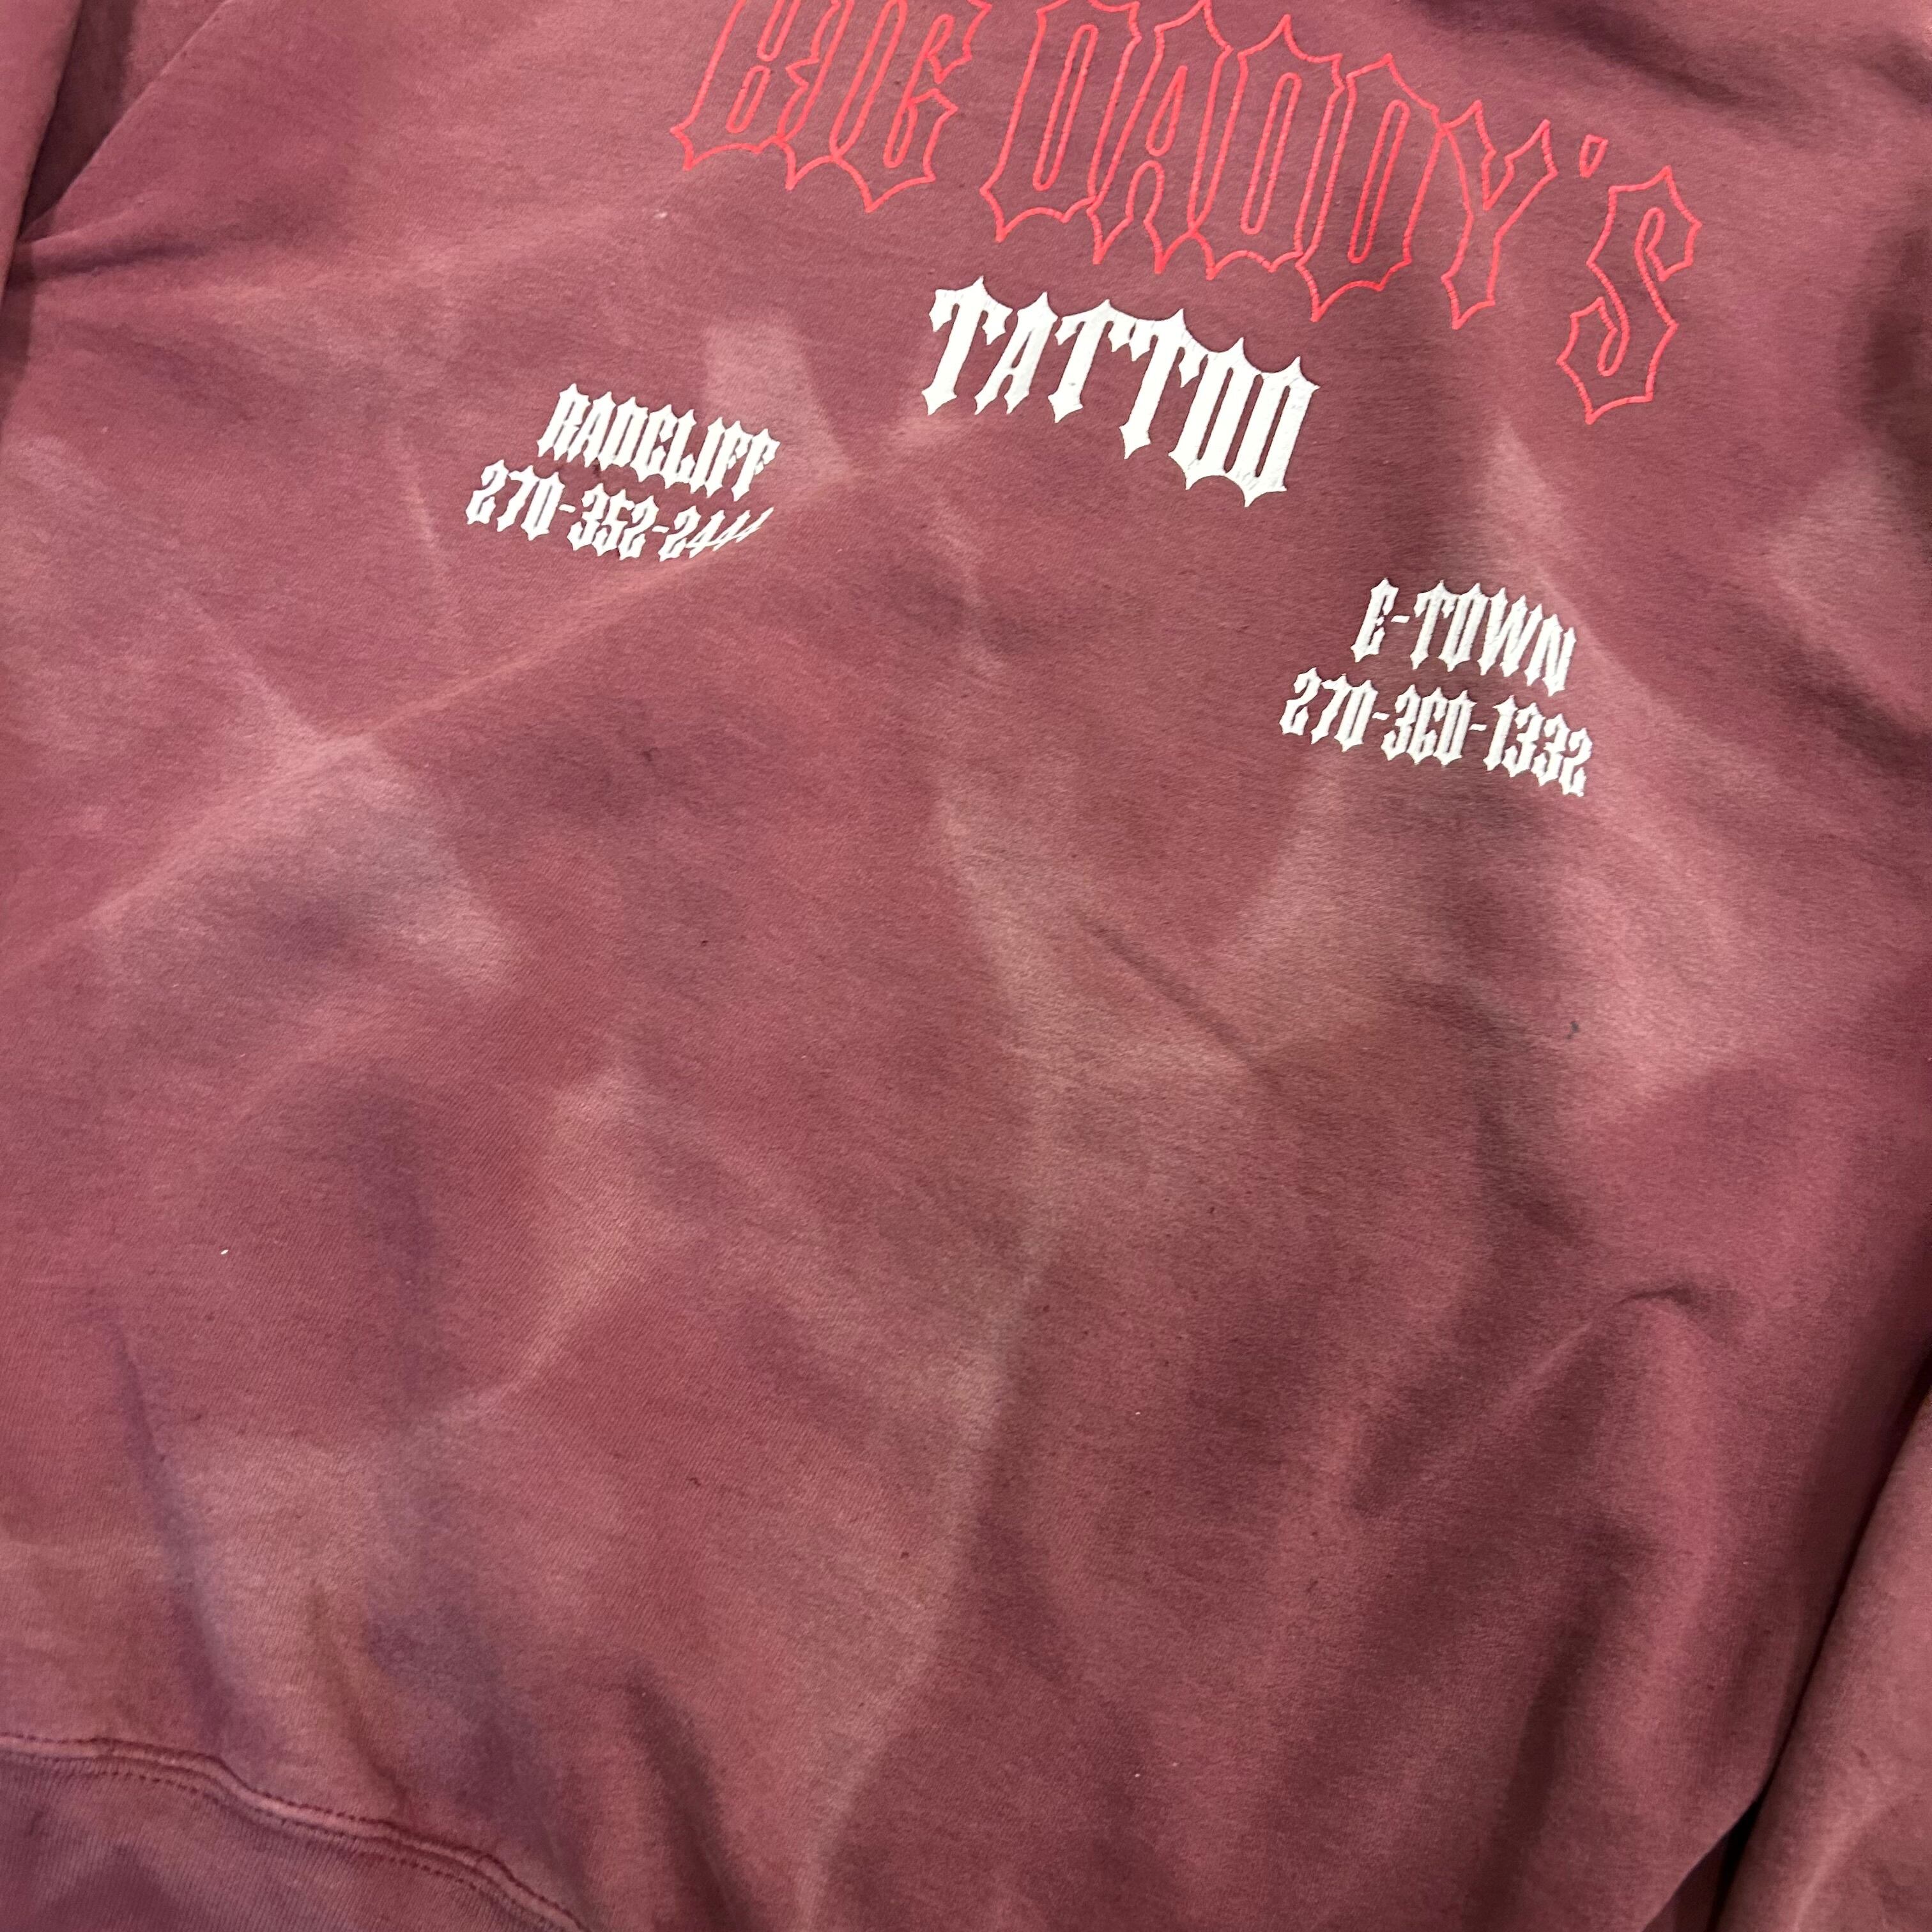 BIG DADDY'S
TATTOO
RADCLIFF
270-352-2444
E-TOWN
270-360-1332